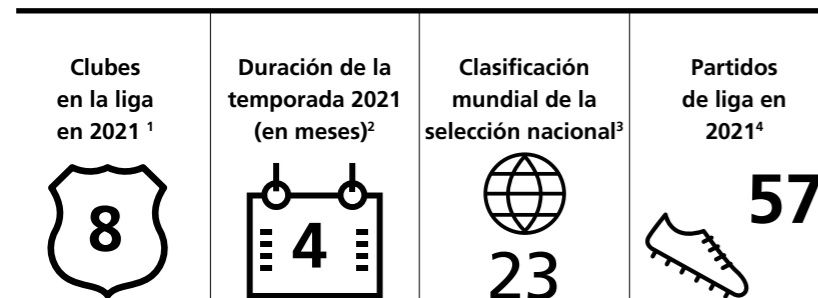 Clubes
en la liga
en 2021 ¹
8
Duración de la
temporada 2021
(en meses)²
4
Clasificación
mundial de la
selección nacional³
23
Partidos
de liga en
2021⁴
57